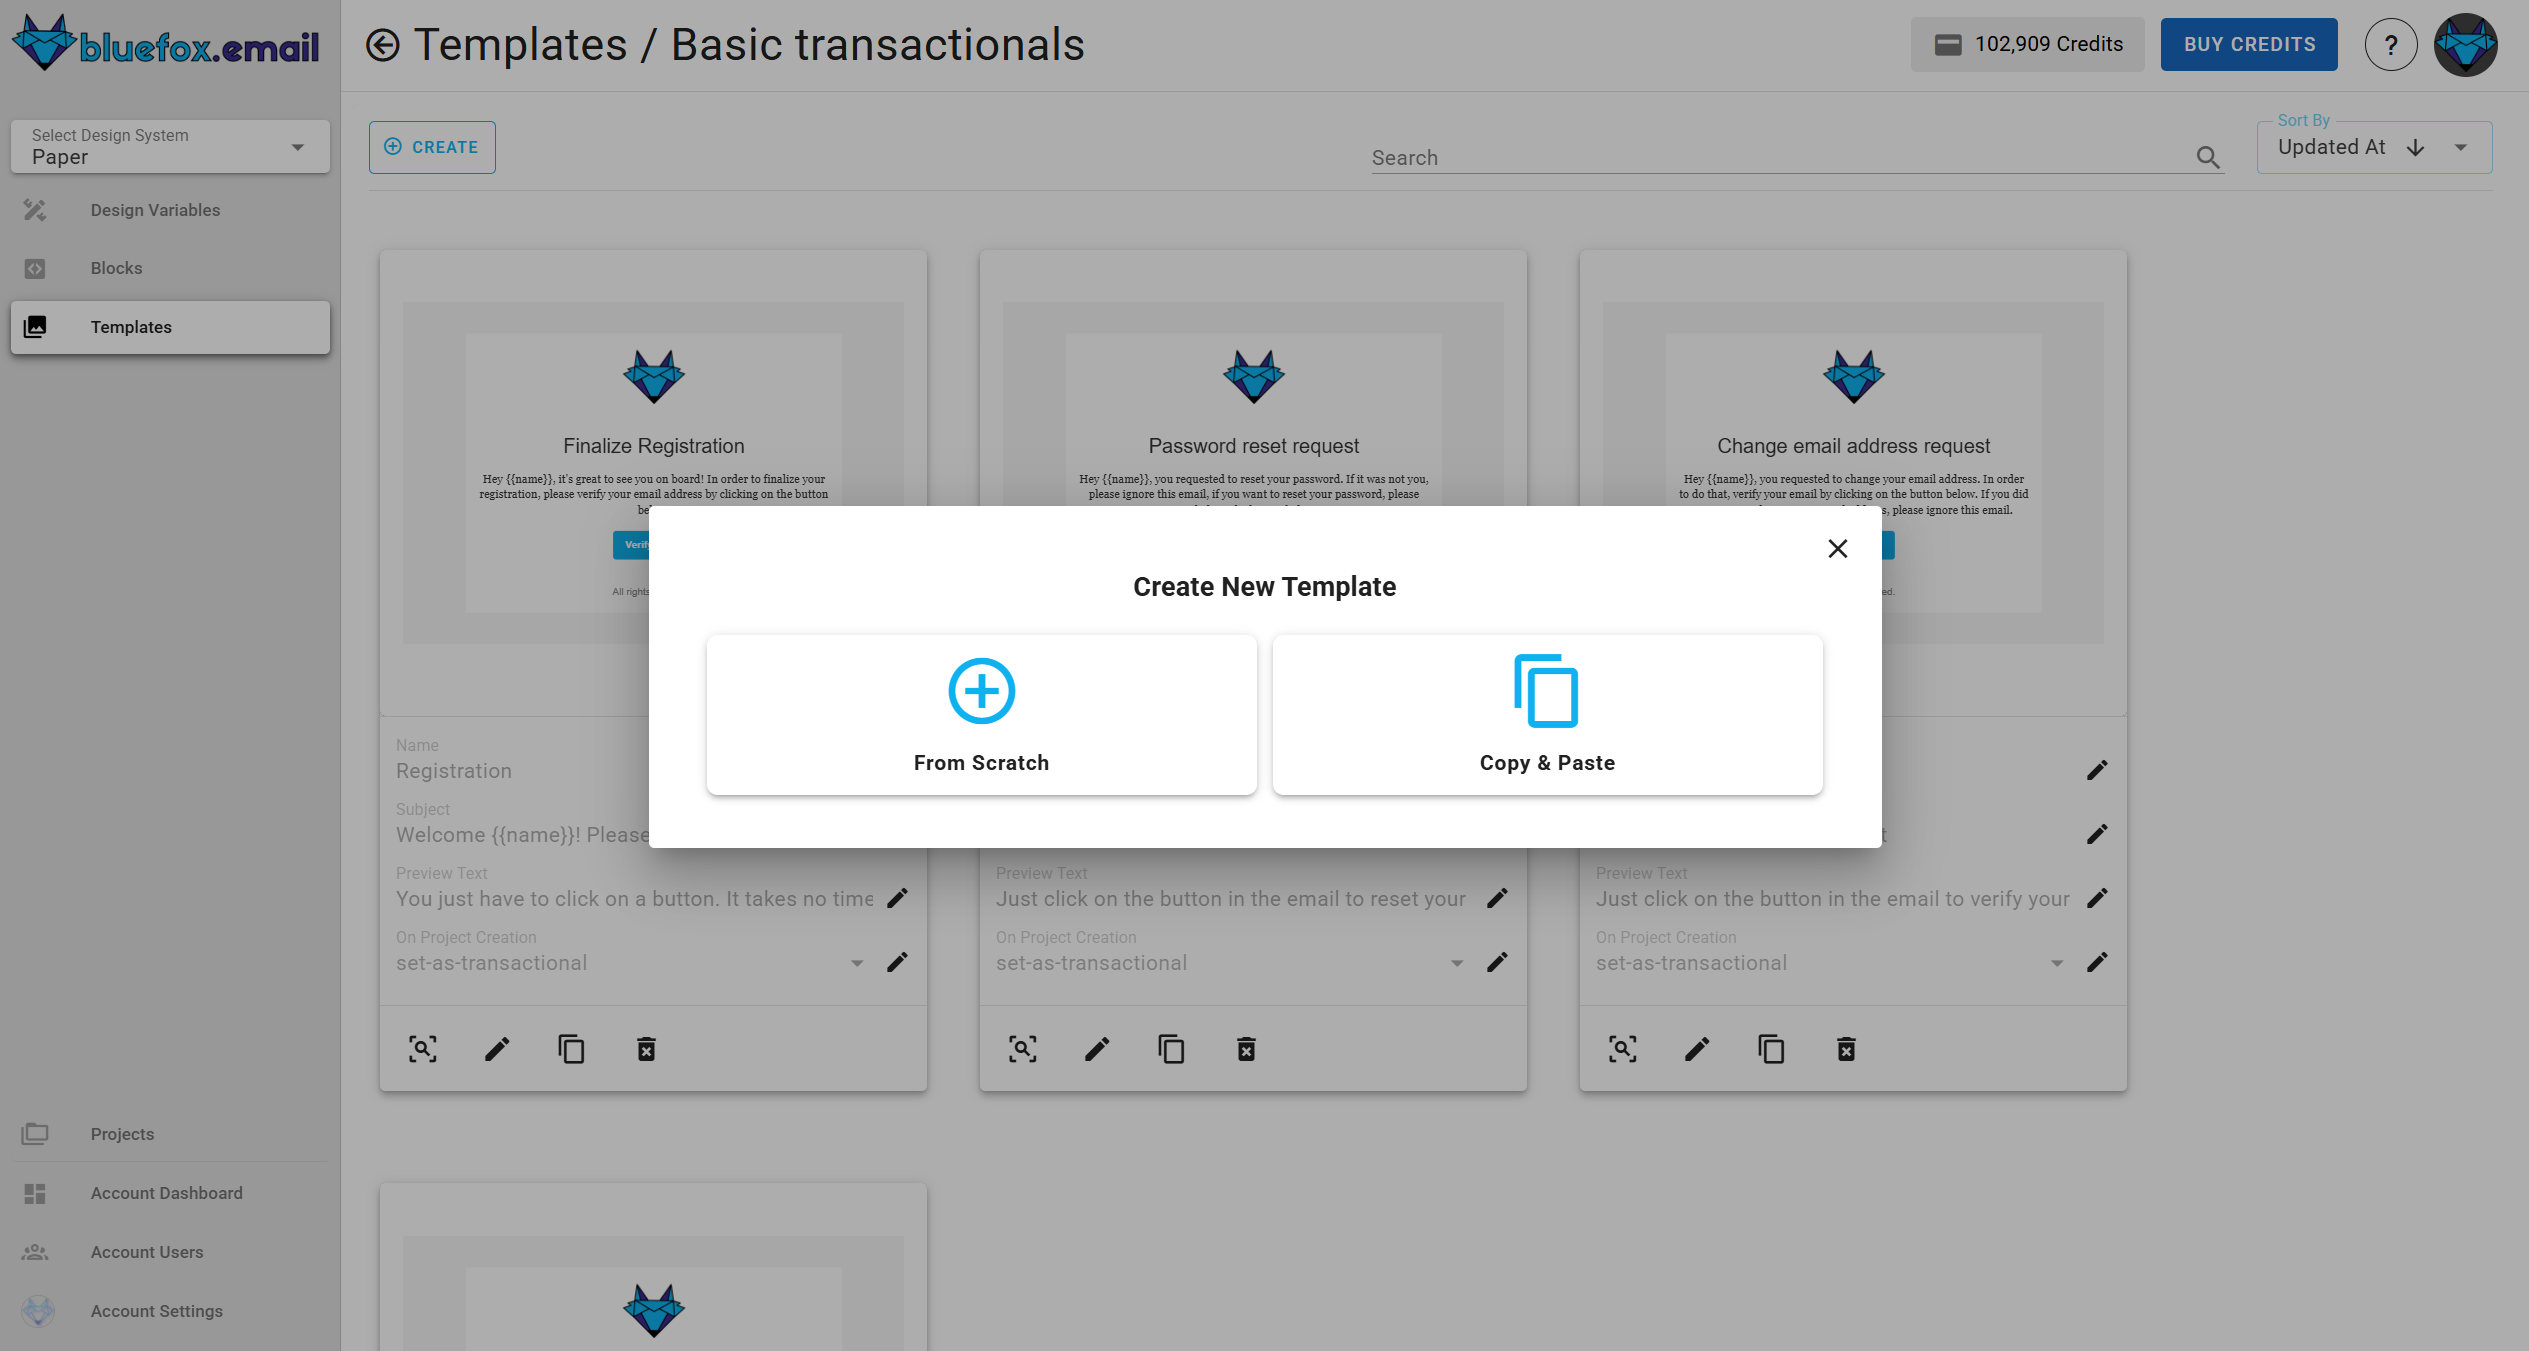 bluefox.email
Templates / Basic transactionals
102,909 Credits
BUY CREDITS
?
Select Design System
Paper
Design Variables
Blocks
Templates
CREATE
Search
Sort By
Updated At
Finalize Registration
Hey {{name}}, it's great to see you on board! In order to finalize your
registration, please verify your email address by clicking on the button
Password reset request
Hey {{name}}, you requested to reset your password. If it was not you,
please ignore this email, if you want to reset your password, please
Change email address request
Hey {{name}}, you requested to change your email address. In order
to do that, verify your email by clicking on the button below. If you did
, please ignore this email.
All rights
Create New Template
From Scratch
Copy & Paste
Name
Registration
Subject
Welcome {{name}}! Please
Preview Text
You just have to click on a button. It takes no time
On Project Creation
set-as-transactional
Preview Text
Just click on the button in the email to reset your
On Project Creation
set-as-transactional
Preview Text
Just click on the button in the email to verify your
On Project Creation
set-as-transactional
Projects
Account Dashboard
Account Users
Account Settings